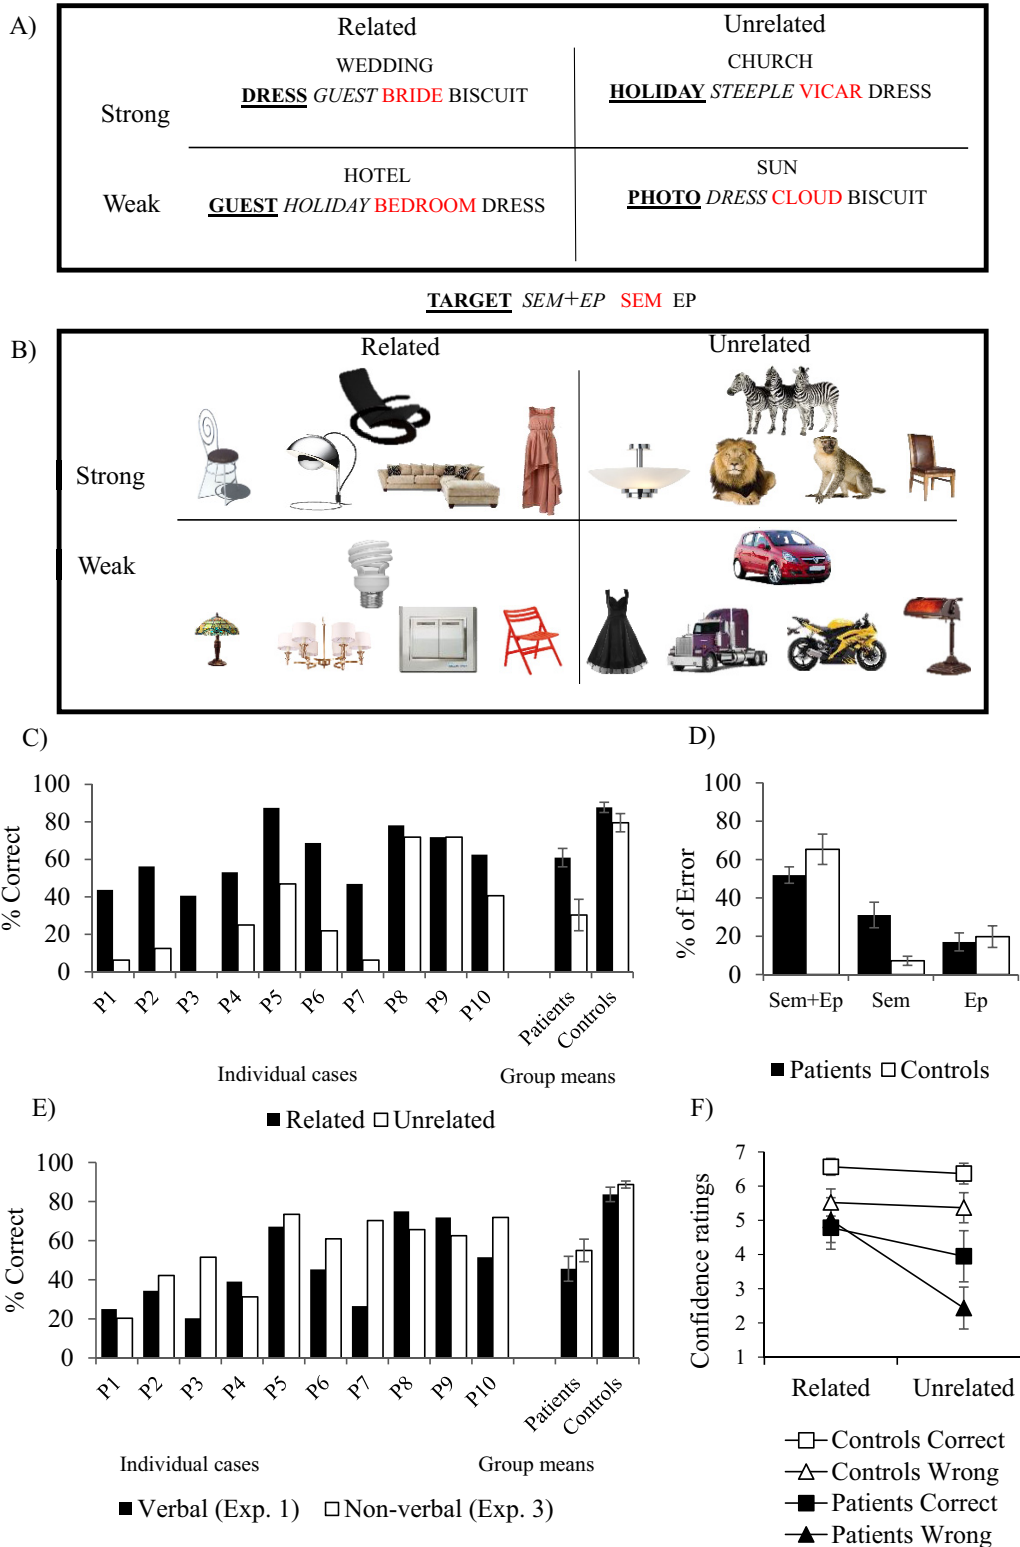 A)
Related
Unrelated
Strong
WEDDING
DRESS GUEST BRIDE BISCUIT
CHURCH
HOLIDAY STEEPLE VICAR DRESS
Weak
HOTEL
GUEST HOLIDAY BEDROOM DRESS
SUN
PHOTO DRESS CLOUD BISCUIT
TARGET SEM+EP SEM EP
B)
Related
Unrelated
Strong
Weak
C)
% Correct
100
80
60
40
20
0
P1
P2
P3
P4
P5
P6
P7
P8
P9
P10
Patients
Controls
Individual cases
Group means
Related Unrelated
D)
% of Error
100
80
60
40
20
0
Sem+Ep
Sem
Ep
Patients Controls
E)
% Correct
100
80
60
40
20
0
P1
P2
P3
P4
P5
P6
P7
P8
P9
P10
Patients
Controls
Individual cases
Group means
Verbal (Exp. 1) Non-verbal (Exp. 3)
F)
Confidence ratings
7
6
5
4
3
2
1
Related
Unrelated
Controls Correct
Controls Wrong
Patients Correct
Patients Wrong